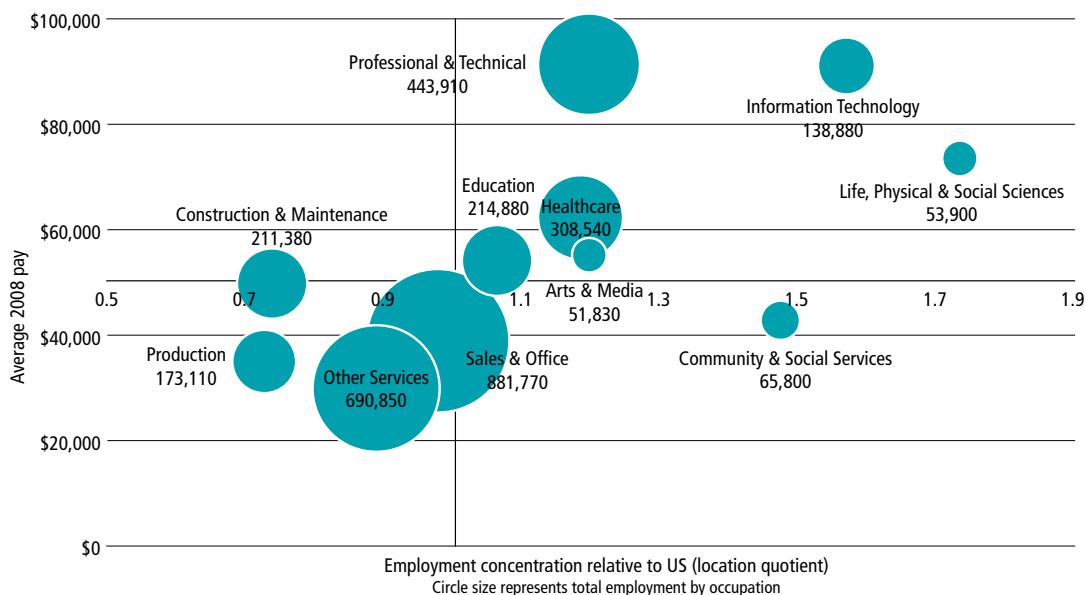 $100,000
Professional & Technical
443,910
Information Technology
138,880
$80,000
Life, Physical & Social Sciences
53,900
Education
214,880
Healthcare
308,540
Construction & Maintenance
211,380
$60,000
Average 2008 pay
0.5 0.7 0.9 1.1 1.3 1.5 1.7 1.9
Arts & Media
51,830
$40,000
Production
173,110
Other Services
690,850
Sales & Office
881,770
Community & Social Services
65,800
$20,000
$0
Employment concentration relative to US (location quotient)
Circle size represents total employment by occupation